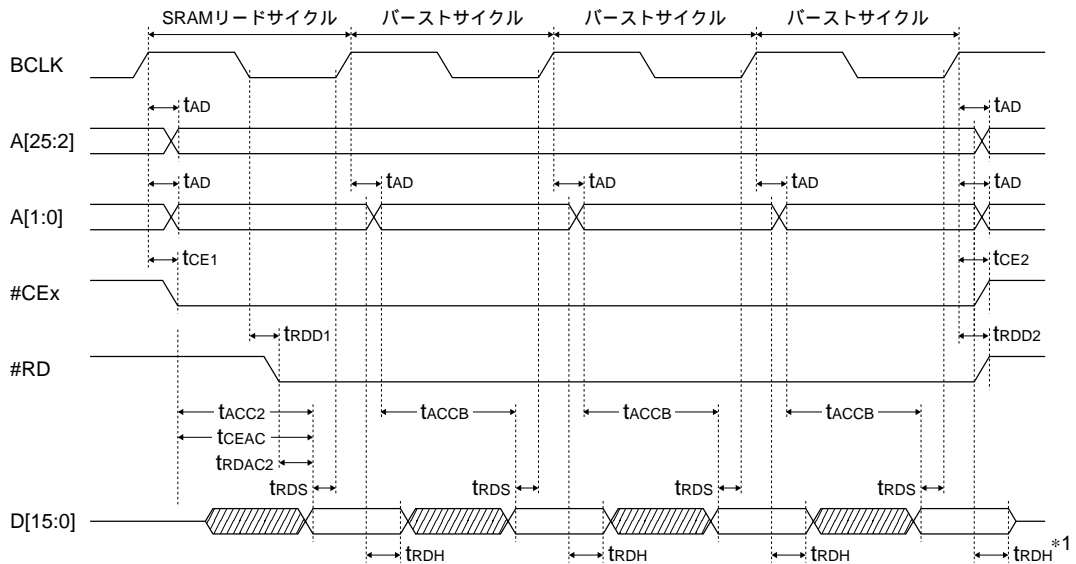 SRAMリードサイクル バーストサイクル バーストサイクル バーストサイクル
BCLK
tAD tAD
A[25:2]
tAD tAD tAD tAD tAD
A[1:0]
tCE1 tCE2
#CEx
tRDD1 tRDD2
#RD
tACC2 tACCB tACCB tACCB
tCEAC
tRDAC2
tRDS tRDS tRDS tRDS
D[15:0]
tRDH tRDH tRDH tRDH*1